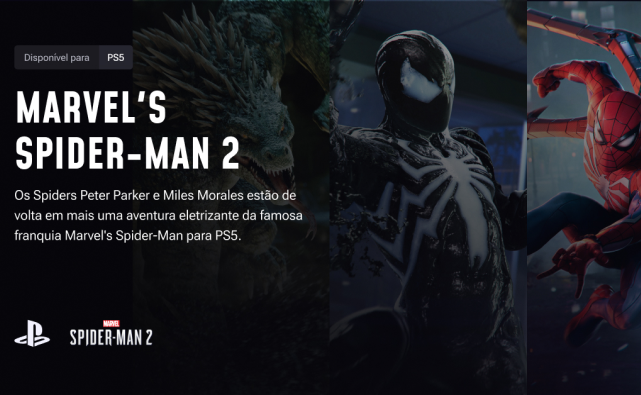 Disponível para PS5
MARVEL'S
SPIDER-MAN 2
Os Spiders Peter Parker e Miles Morales estão de
volta em mais uma aventura eletrizante da famosa
franquia Marvel's Spider-Man para PS5.
MARVEL
SPIDER-MAN 2